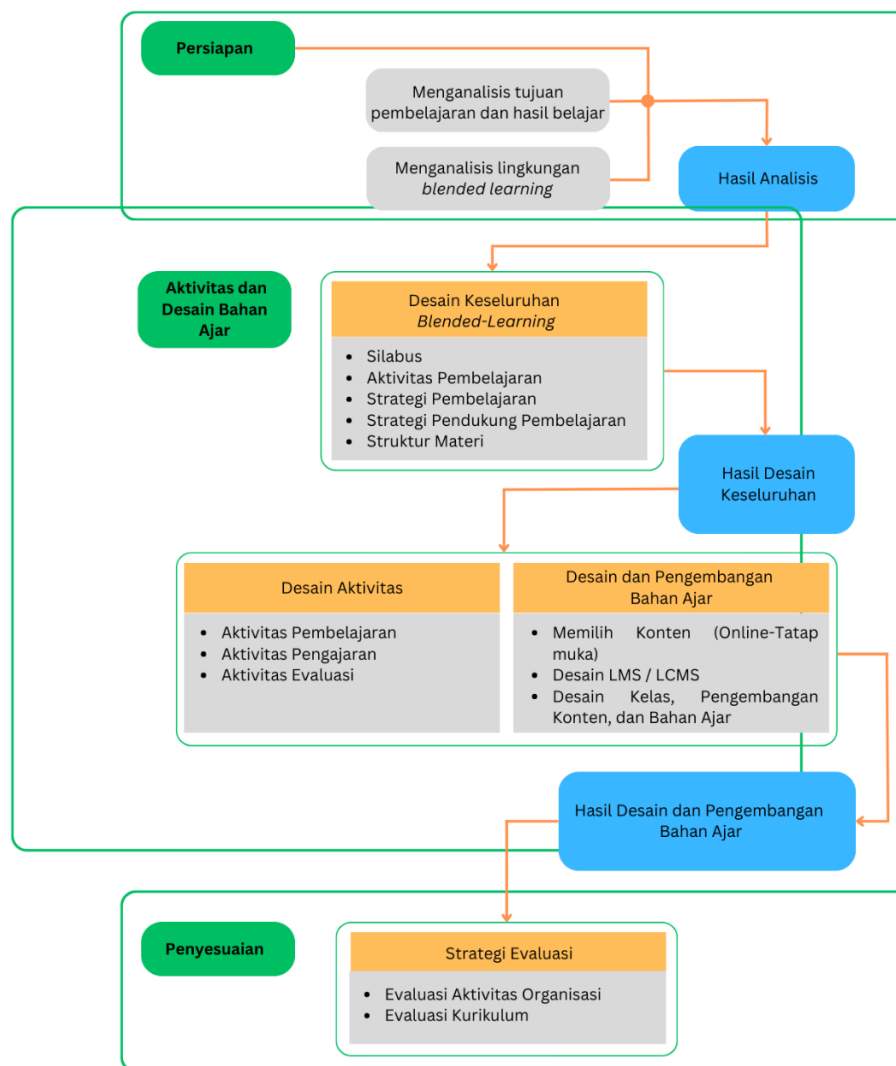 Persiapan
Menganalisis tujuan
pembelajaran dan hasil belajar
Menganalisis lingkungan
blended learning
Hasil Analisis
Aktivitas dan
Desain Bahan
Ajar
Desain Keseluruhan
Blended-Learning
• Silabus
• Aktivitas Pembelajaran
• Strategi Pembelajaran
• Strategi Pendukung Pembelajaran
• Struktur Materi
Hasil Desain
Keseluruhan
Desain Aktivitas
• Aktivitas Pembelajaran
• Aktivitas Pengajaran
• Aktivitas Evaluasi
Desain dan Pengembangan
Bahan Ajar
• Memilih Konten (Online-Tatap
muka)
• Desain LMS / LCMS
• Desain Kelas, Pengembangan
Konten, dan Bahan Ajar
Hasil Desain dan Pengembangan
Bahan Ajar
Penyesuaian
Strategi Evaluasi
• Evaluasi Aktivitas Organisasi
• Evaluasi Kurikulum